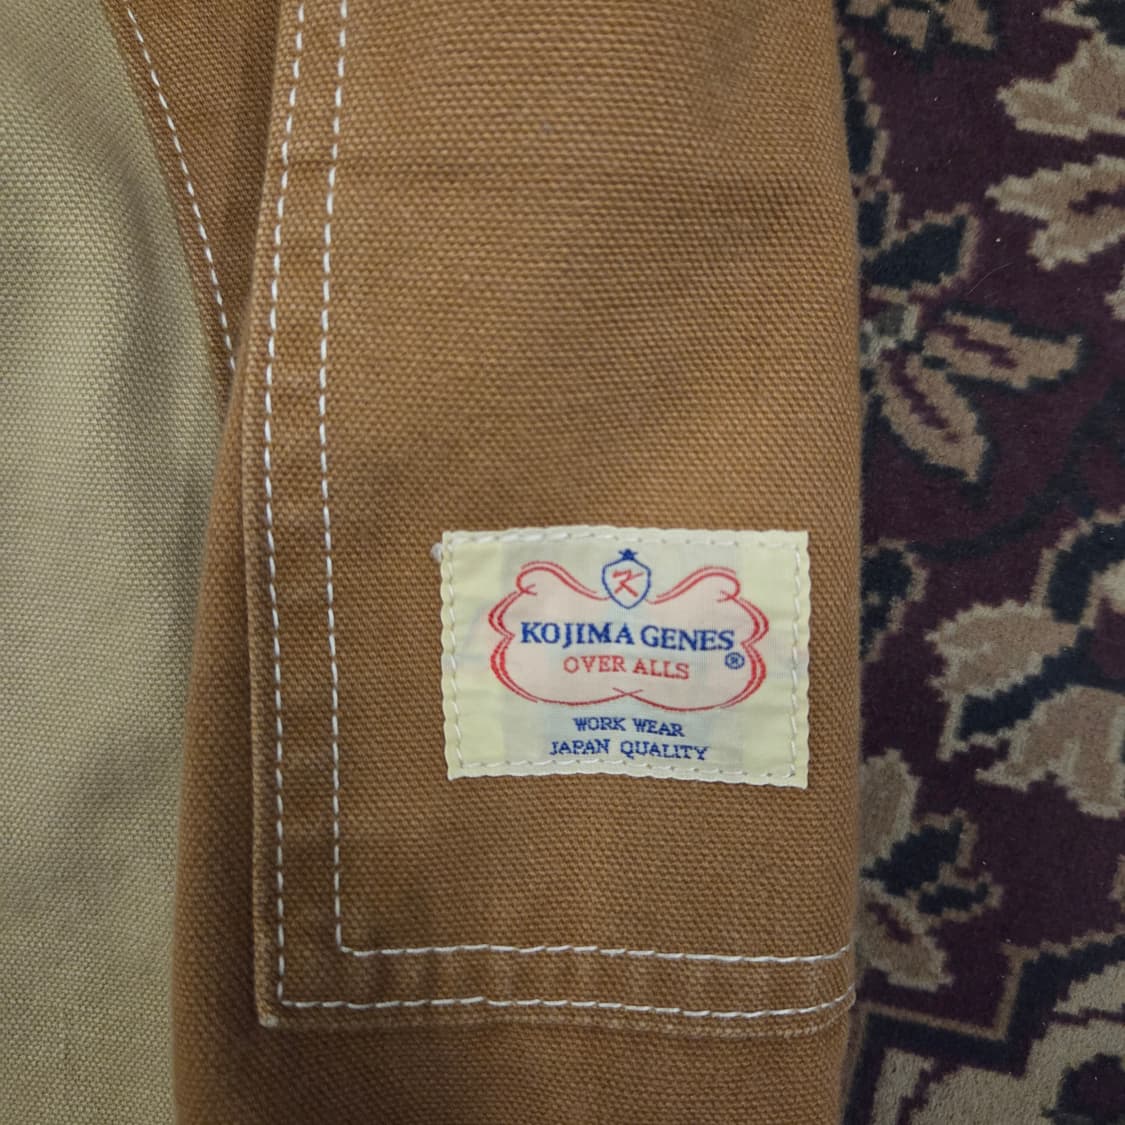 K
KOJIMA GENES
®
OVER ALLS
WORK WEAR
JAPAN QUALITY